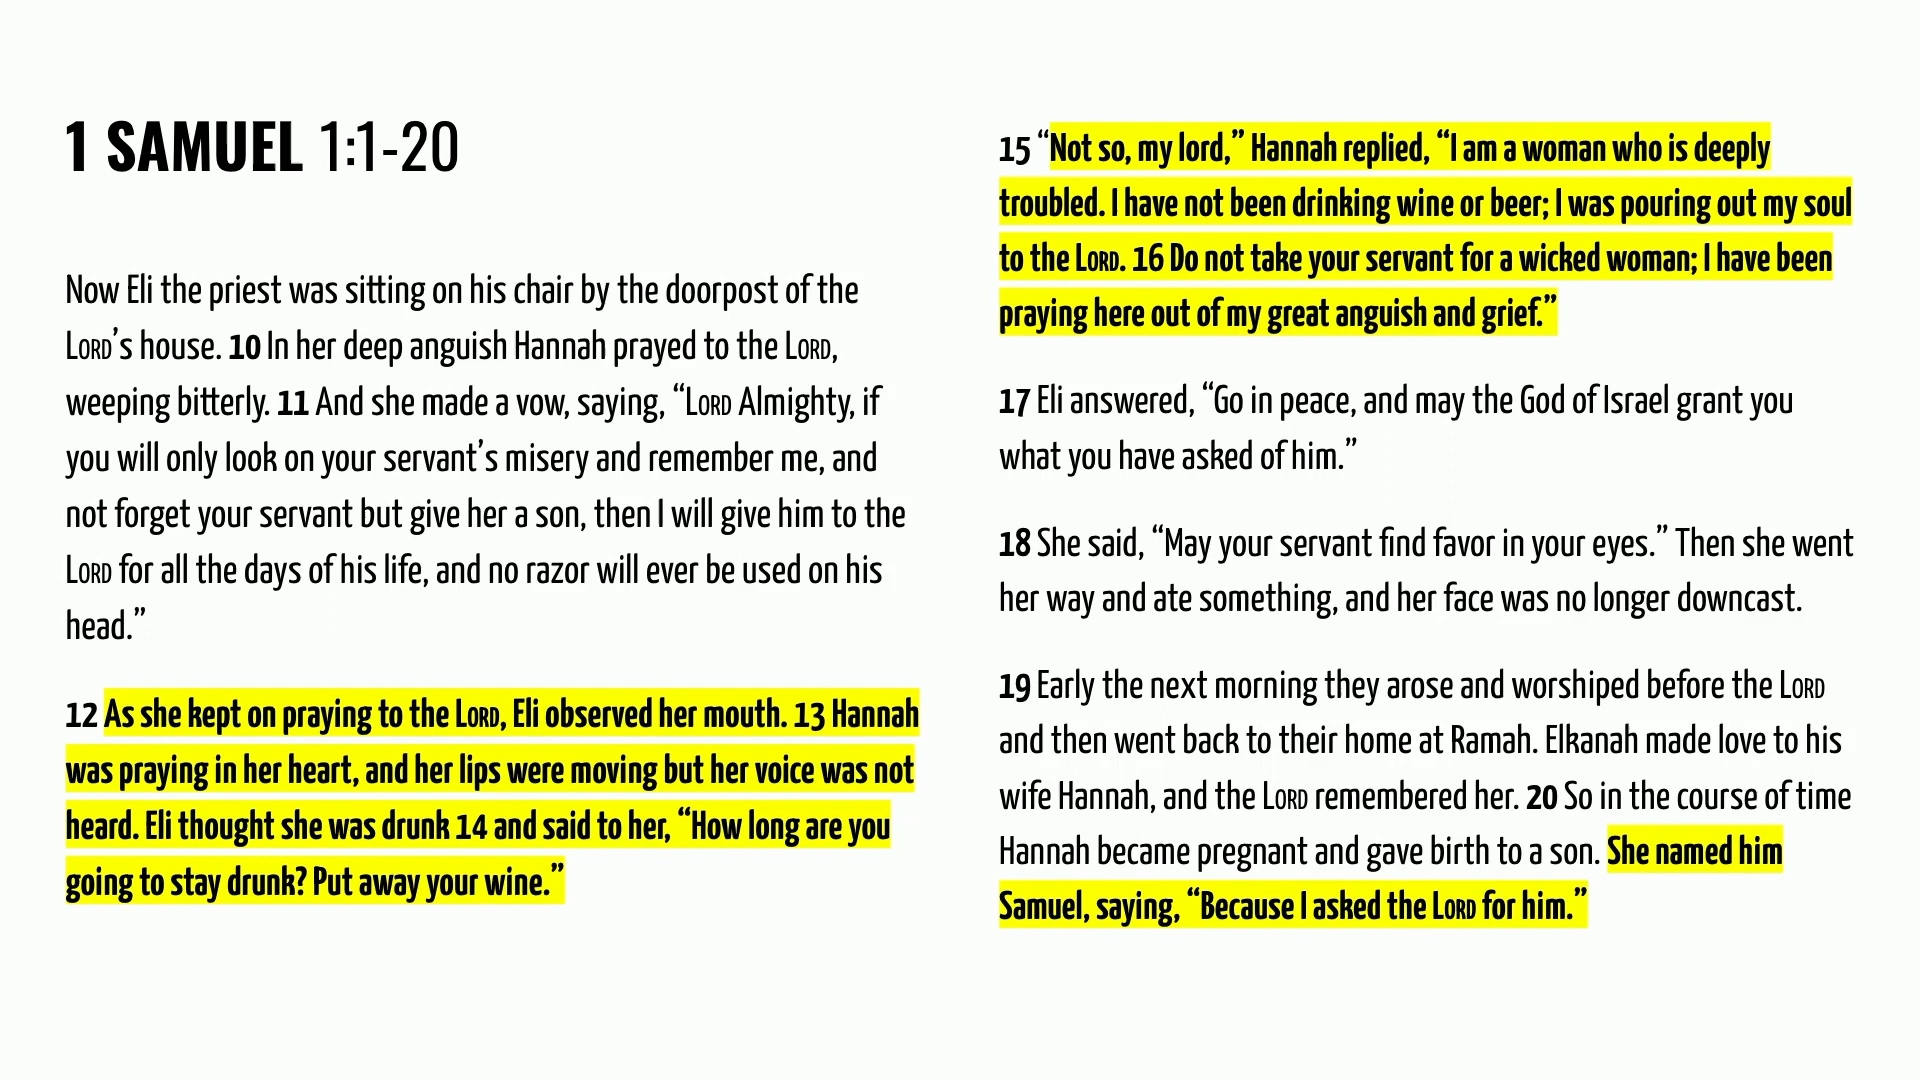 1 SAMUEL 1:1-20
Now Eli the priest was sitting on his chair by the doorpost of the
LORD’s house. 10 In her deep anguish Hannah prayed to the LORD,
weeping bitterly. 11 And she made a vow, saying, “LORD Almighty, if
you will only look on your servant’s misery and remember me, and
not forget your servant but give her a son, then I will give him to the
LORD for all the days of his life, and no razor will ever be used on his
head.”
12 As she kept on praying to the LORD, Eli observed her mouth. 13 Hannah
was praying in her heart, and her lips were moving but her voice was not
heard. Eli thought she was drunk 14 and said to her, “How long are you
going to stay drunk? Put away your wine.”
15 “Not so, my lord,” Hannah replied, “I am a woman who is deeply
troubled. I have not been drinking wine or beer; I was pouring out my soul
to the LORD. 16 Do not take your servant for a wicked woman; I have been
praying here out of my great anguish and grief.”
17 Eli answered, “Go in peace, and may the God of Israel grant you
what you have asked of him.”
18 She said, “May your servant find favor in your eyes.” Then she went
her way and ate something, and her face was no longer downcast.
19 Early the next morning they arose and worshiped before the LORD
and then went back to their home at Ramah. Elkanah made love to his
wife Hannah, and the LORD remembered her. 20 So in the course of time
Hannah became pregnant and gave birth to a son. She named him
Samuel, saying, “Because I asked the LORD for him.”